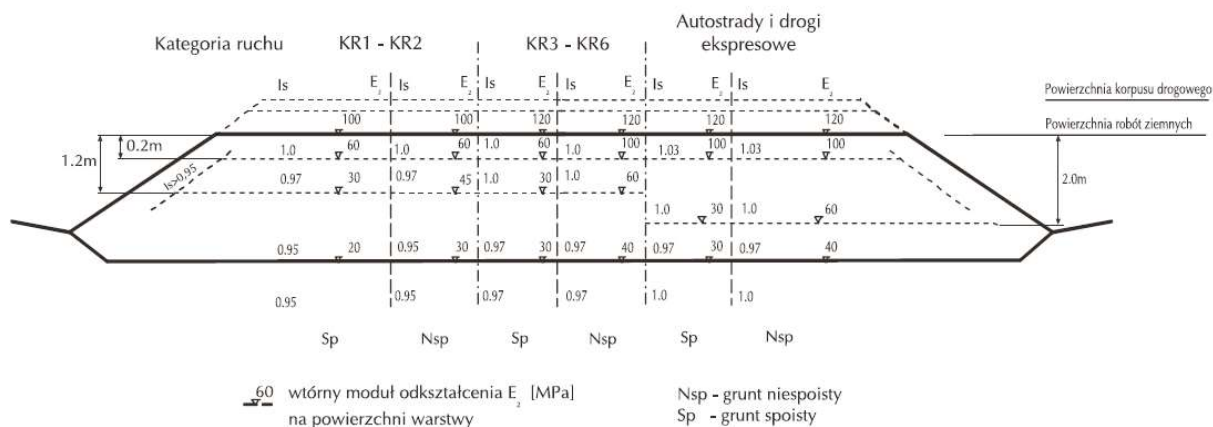 Kategoria ruchu KR1 - KR2 KR3 - KR6 Autostrady i drogi
ekspresowe
Is E₂ Is E₂ Is E₂ Is E₂ Is E₂ Is E₂
Powierzchnia korpusu drogowego
100 100 120 120 120 120
Powierzchnia robót ziemnych
0.2m 1.0 60 1.0 60 1.0 60 1.0 100 1.03 100 1.03 100
1.2m Is>0.95 0.97 30 0.97 45 1.0 30 1.0 60
2.0m
1.0 30 1.0 60
0.95 20 0.95 30 0.97 30 0.97 40 0.97 30 0.97 40
0.95 0.95 0.97 0.97 1.0 1.0
Sp Nsp Sp Nsp Sp Nsp
60 wtórny moduł odkształcenia E₂ [MPa]
na powierzchni warstwy
Nsp - grunt niespoisty
Sp - grunt spoisty